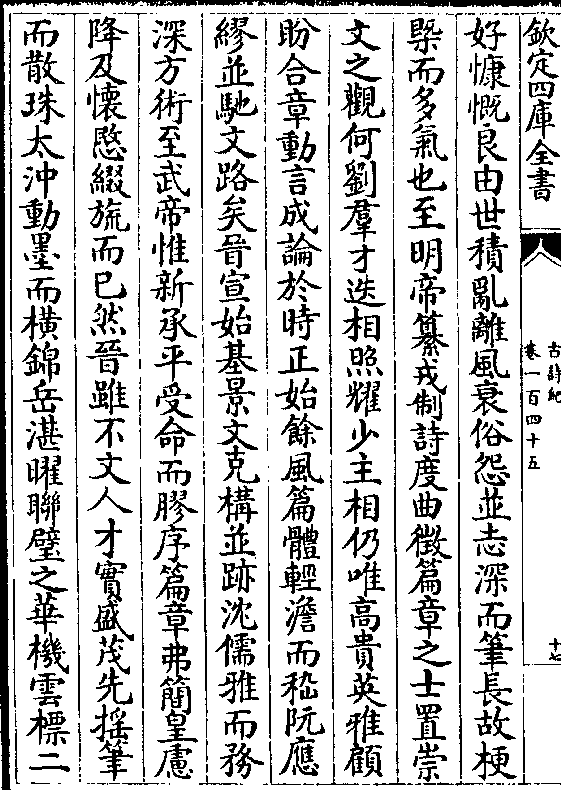 欽定四庫全書
古詩紀
卷一百四十五
十七
好慷慨良由世積亂離風衰俗怨並志深而筆長故梗
槩而多氣也至明帝纂戎制詩度曲徵篇章之士置崇
文之觀何劉羣才迭相照耀少主相仍唯高貴英雅顧
盼合章動言成論於時正始餘風篇體輕澹而嵇阮應
繆並馳文路矣晉宣始基景文克構並跡沈儒雅而務
深方術至武帝惟新承平受命而膠序篇章弗簡皇慮
降及懷愍綴旒而已然晉雖不文人才實盛茂先揺筆
而散珠太沖動墨而橫錦岳湛曜聯璧之華機雲標二